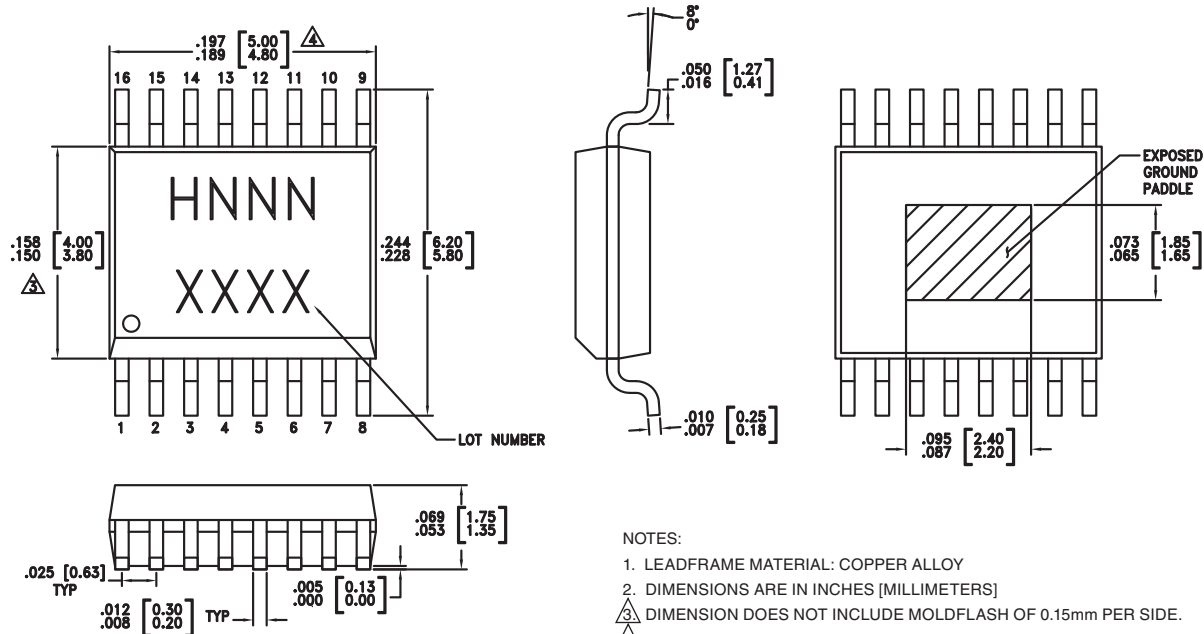 .197 [5.00]
.189 [4.80]
4
16 15 14 13 12 11 10 9
HNNN
XXXX
.158 [4.00]
.150 [3.80]
3
.244 [6.20]
.228 [5.80]
1 2 3 4 5 6 7 8
LOT NUMBER
8°
0°
.050 [1.27]
.016 [0.41]
.010 [0.25]
.007 [0.18]
EXPOSED
GROUND
PADDLE
.073 [1.85]
.065 [1.65]
.095 [2.40]
.087 [2.20]
.069 [1.75]
.053 [1.35]
.025 [0.63]
TYP
.005 [0.13]
.000 [0.00]
.012 [0.30] TYP
.008 [0.20]
NOTES:
1. LEADFRAME MATERIAL: COPPER ALLOY
2. DIMENSIONS ARE IN INCHES [MILLIMETERS]
3. DIMENSION DOES NOT INCLUDE MOLDFLASH OF 0.15mm PER SIDE.